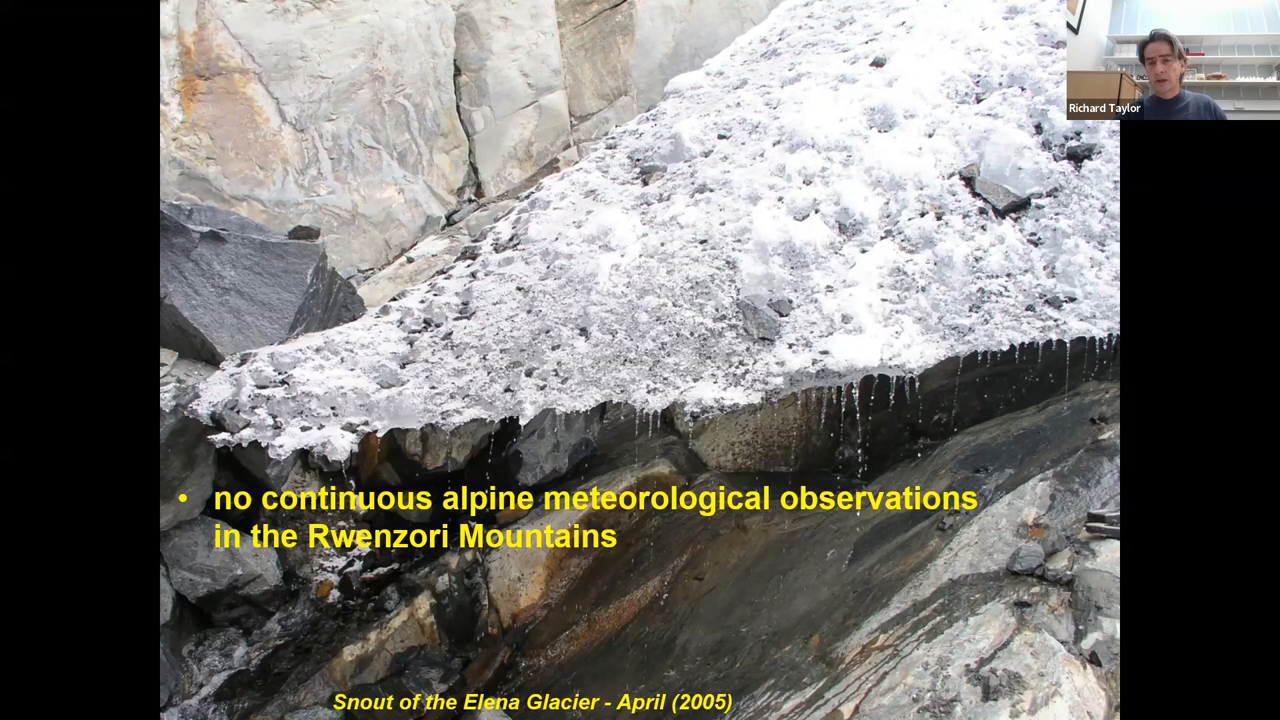 Richard Taylor
• no continuous alpine meteorological observations
in the Rwenzori Mountains
Snout of the Elena Glacier - April (2005)